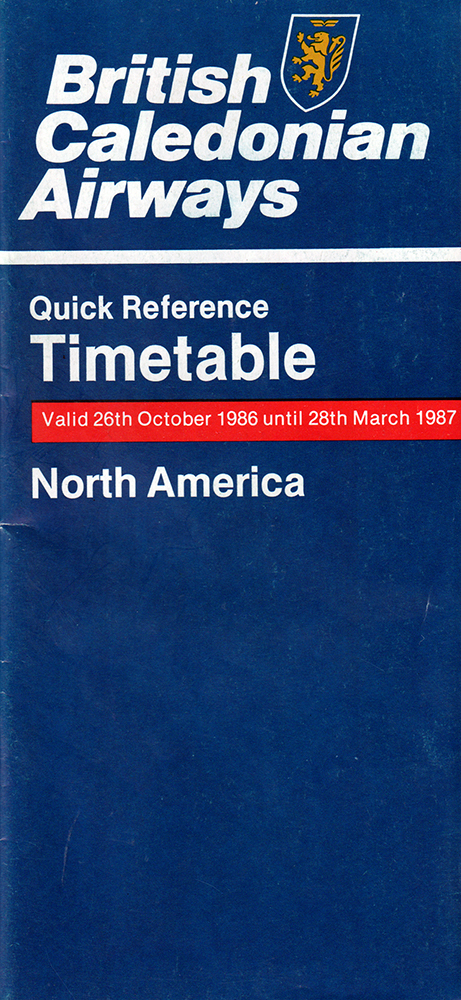 British
Caledonian
Airways
Quick Reference
Timetable
Valid 26th October 1986 until 28th March 1987
North America